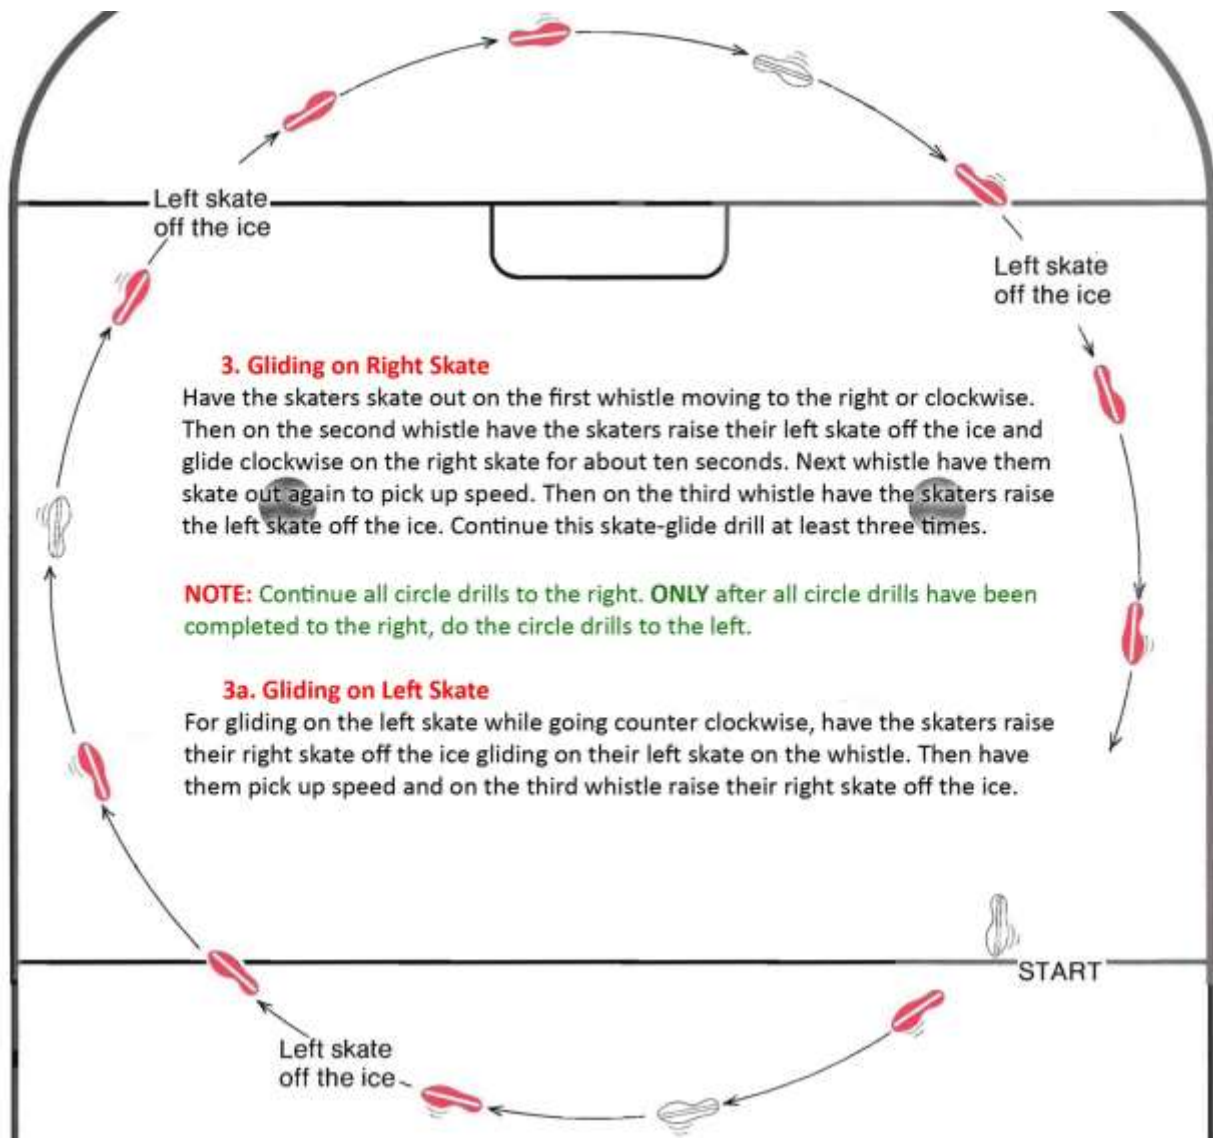 Left skate
off the ice
Left skate
off the ice
3. Gliding on Right Skate
Have the skaters skate out on the first whistle moving to the right or clockwise.
Then on the second whistle have the skaters raise their left skate off the ice and
glide clockwise on the right skate for about ten seconds. Next whistle have them
skate out again to pick up speed. Then on the third whistle have the skaters raise
the left skate off the ice. Continue this skate-glide drill at least three times.
NOTE: Continue all circle drills to the right. ONLY after all circle drills have been
completed to the right, do the circle drills to the left.
3a. Gliding on Left Skate
For gliding on the left skate while going counter clockwise, have the skaters raise
their right skate off the ice gliding on their left skate on the whistle. Then have
them pick up speed and on the third whistle raise their right skate off the ice.
START
Left skate
off the ice